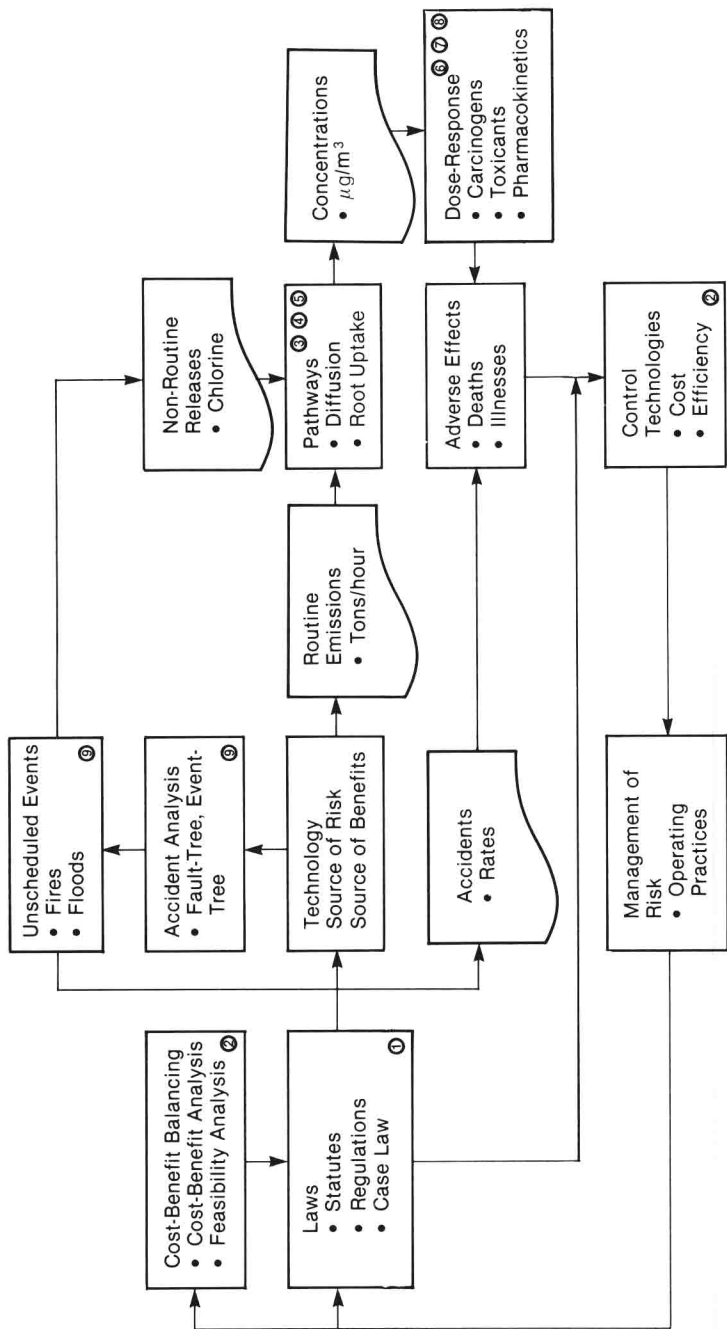 Unscheduled Events
• Fires
• Floods
⑨
Cost-Benefit Balancing
• Cost-Benefit Analysis
• Feasibility Analysis
②
Accident Analysis
• Fault-Tree, Event-
Tree
⑨
Non-Routine
Releases
• Chlorine
Laws
• Statutes
• Regulations
• Case Law
①
Technology
Source of Risk
Source of Benefits
Routine
Emissions
• Tons/hour
Pathways
• Diffusion
• Root Uptake
③ ④ ⑤
Concentrations
• μg/m³
Accidents
• Rates
Adverse Effects
• Deaths
• Illnesses
Dose-Response
• Carcinogens
• Toxicants
• Pharmacokinetics
⑥ ⑦ ⑧
Management of
Risk
• Operating
Practices
Control
Technologies
• Cost
• Efficiency
②